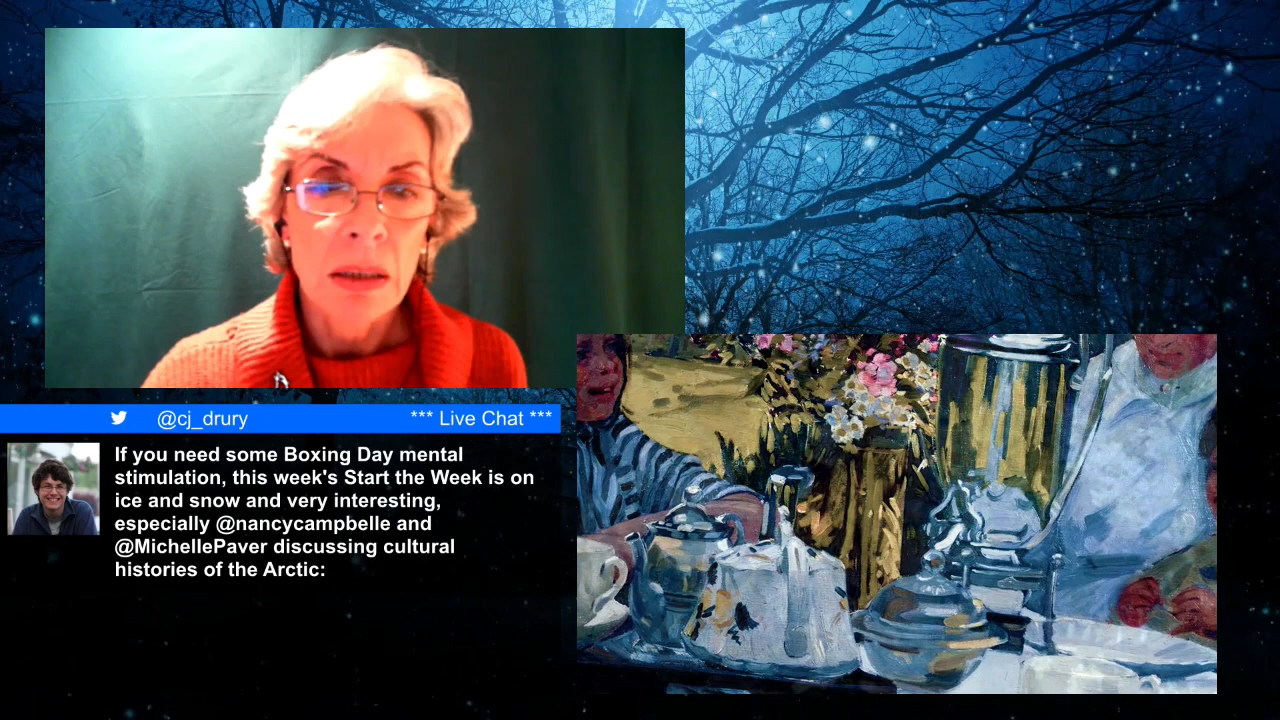 @cj_drury
*** Live Chat ***
If you need some Boxing Day mental
stimulation, this week's Start the Week is on
ice and snow and very interesting,
especially @nancycampbelle and
@MichellePaver discussing cultural
histories of the Arctic: